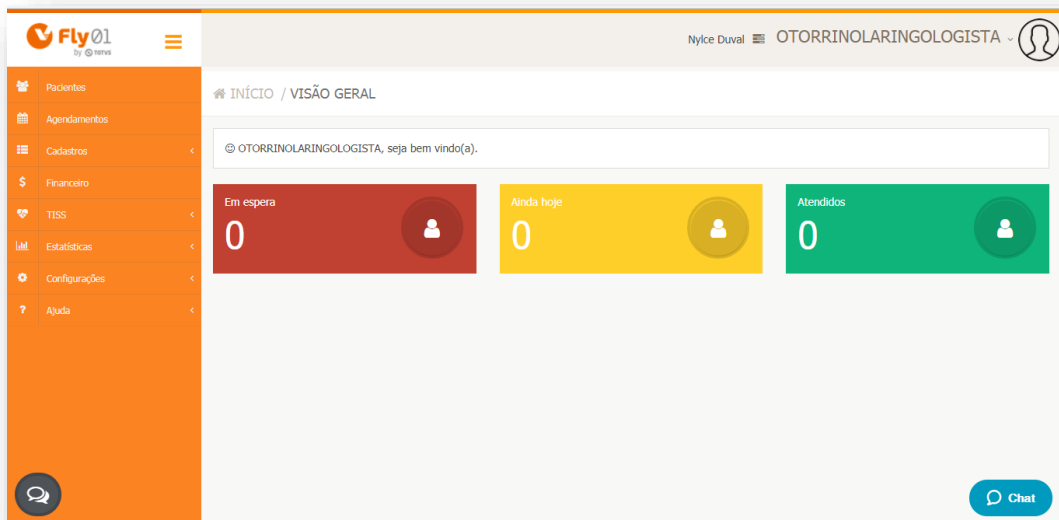 Fly01
by TOTVS
Nylce Duval OTORRINOLARINGOLOGISTA
Pacientes
Agendamentos
Cadastros
$ Financeiro
TISS
Estatísticas
Configurações
? Ajuda
INÍCIO / VISÃO GERAL
OTORRINOLARINGOLOGISTA, seja bem vindo(a).
Em espera
0
Ainda hoje
0
Atendidos
0
Chat